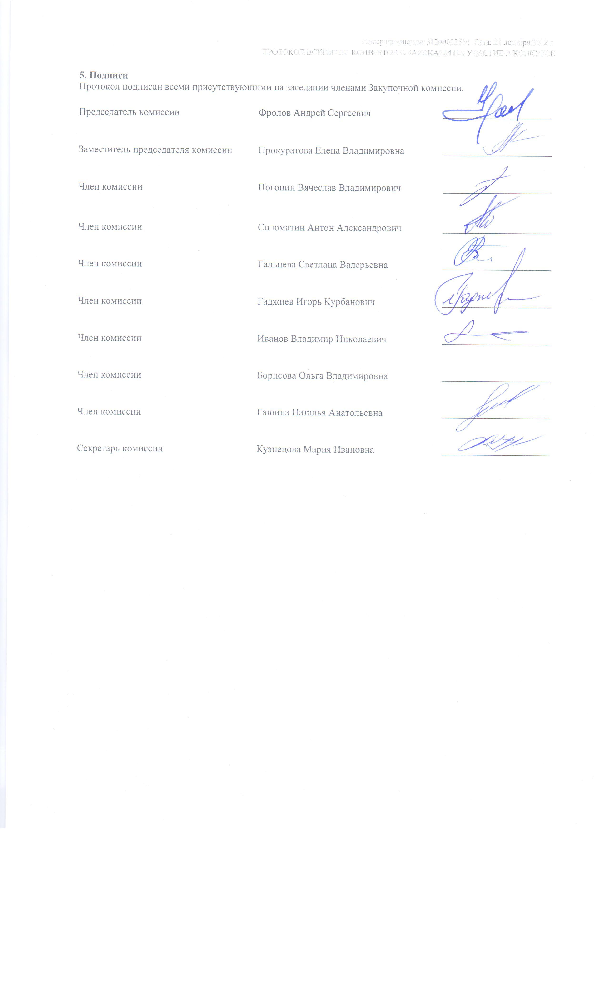 Номер извещения: 31200052556 Дата: 21 декабря 2012 г.
ПРОТОКОЛ ВСКРЫТИЯ КОНВЕРТОВ С ЗАЯВКАМИ НА УЧАСТИЕ В КОНКУРСЕ
5. Подписи
Протокол подписан всеми присутствующими на заседании членами Закупочной комиссии.
Председатель комиссии Фролов Андрей Сергеевич
Заместитель председателя комиссии Прокуратова Елена Владимировна
Член комиссии Погонин Вячеслав Владимирович
Член комиссии Соломатин Антон Александрович
Член комиссии Гальцева Светлана Валерьевна
Член комиссии Гаджиев Игорь Курбанович
Член комиссии Иванов Владимир Николаевич
Член комиссии Борисова Ольга Владимировна
Член комиссии Гашина Наталья Анатольевна
Секретарь комиссии Кузнецова Мария Ивановна